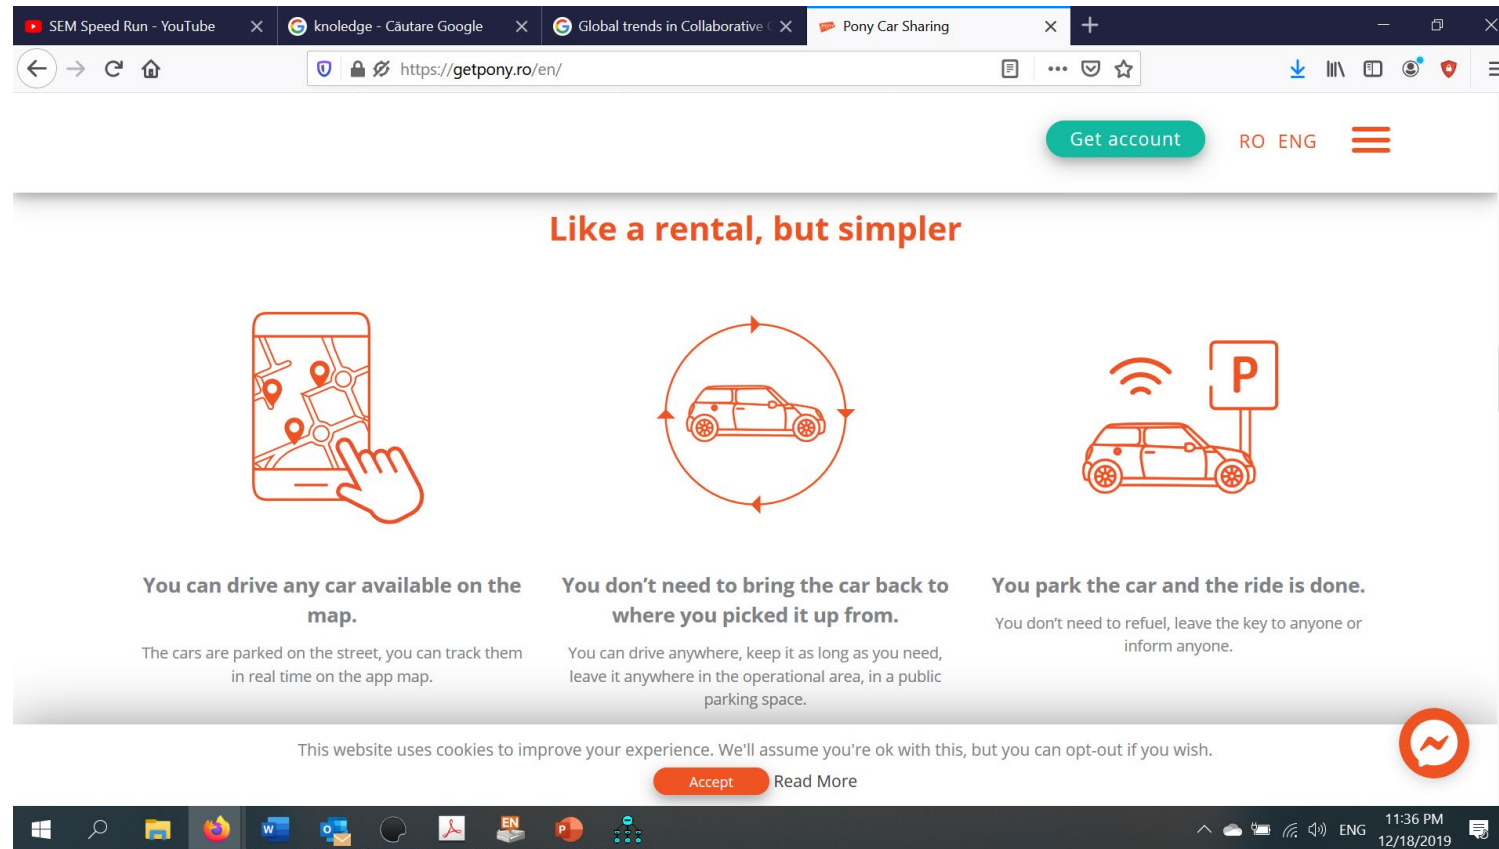 SEM Speed Run - YouTube
knoledge - Căutare Google
Global trends in Collaborative C
Pony Car Sharing
https://getpony.ro/en/
Get account
RO ENG
Like a rental, but simpler
P
You can drive any car available on the
map.
The cars are parked on the street, you can track them
in real time on the app map.
You don’t need to bring the car back to
where you picked it up from.
You can drive anywhere, keep it as long as you need,
leave it anywhere in the operational area, in a public
parking space.
You park the car and the ride is done.
You don’t need to refuel, leave the key to anyone or
inform anyone.
This website uses cookies to improve your experience. We'll assume you're ok with this, but you can opt-out if you wish.
Accept
Read More
EN
ENG
11:36 PM
12/18/2019